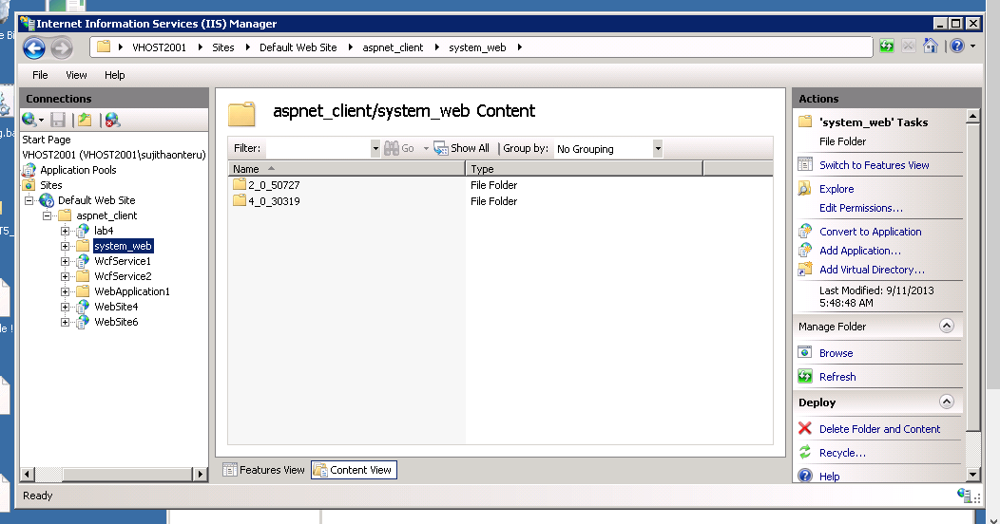 Internet Information Services (IIS) Manager
VHOST2001 Sites Default Web Site aspnet_client system_web
File View Help
Connections
Start Page
VHOST2001 (VHOST2001\sujithaonteru)
Application Pools
Sites
Default Web Site
aspnet_client
lab4
system_web
WcfService1
WcfService2
WebApplication1
WebSite4
WebSite6
aspnet_client/system_web Content
Filter: Go Show All Group by: No Grouping
Name Type
2_0_50727 File Folder
4_0_30319 File Folder
Features View Content View
Actions
'system_web' Tasks
File Folder
Switch to Features View
Explore
Edit Permissions...
Convert to Application
Add Application...
Add Virtual Directory...
Last Modified: 9/11/2013
5:48:48 AM
Manage Folder
Browse
Refresh
Deploy
Delete Folder and Content
Recycle...
Help
Ready